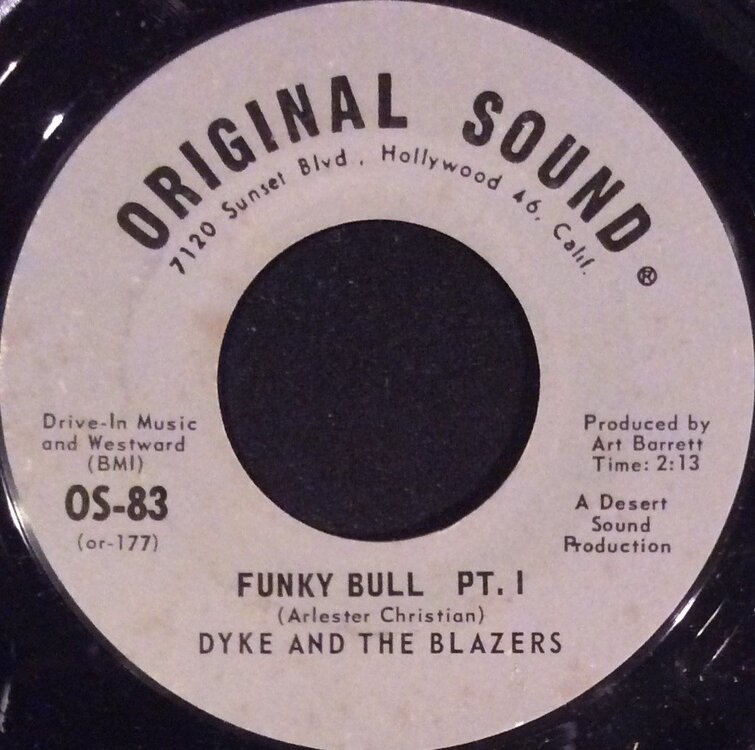 ORIGINAL SOUND®
7120 Sunset Blvd., Hollywood 46, Calif.
Drive-In Music
and Westward
(BMI)
OS-83
(or-177)
Produced by
Art Barrett
Time: 2:13
A Desert
Sound
Production
FUNKY BULL PT. I
(Arlester Christian)
DYKE AND THE BLAZERS